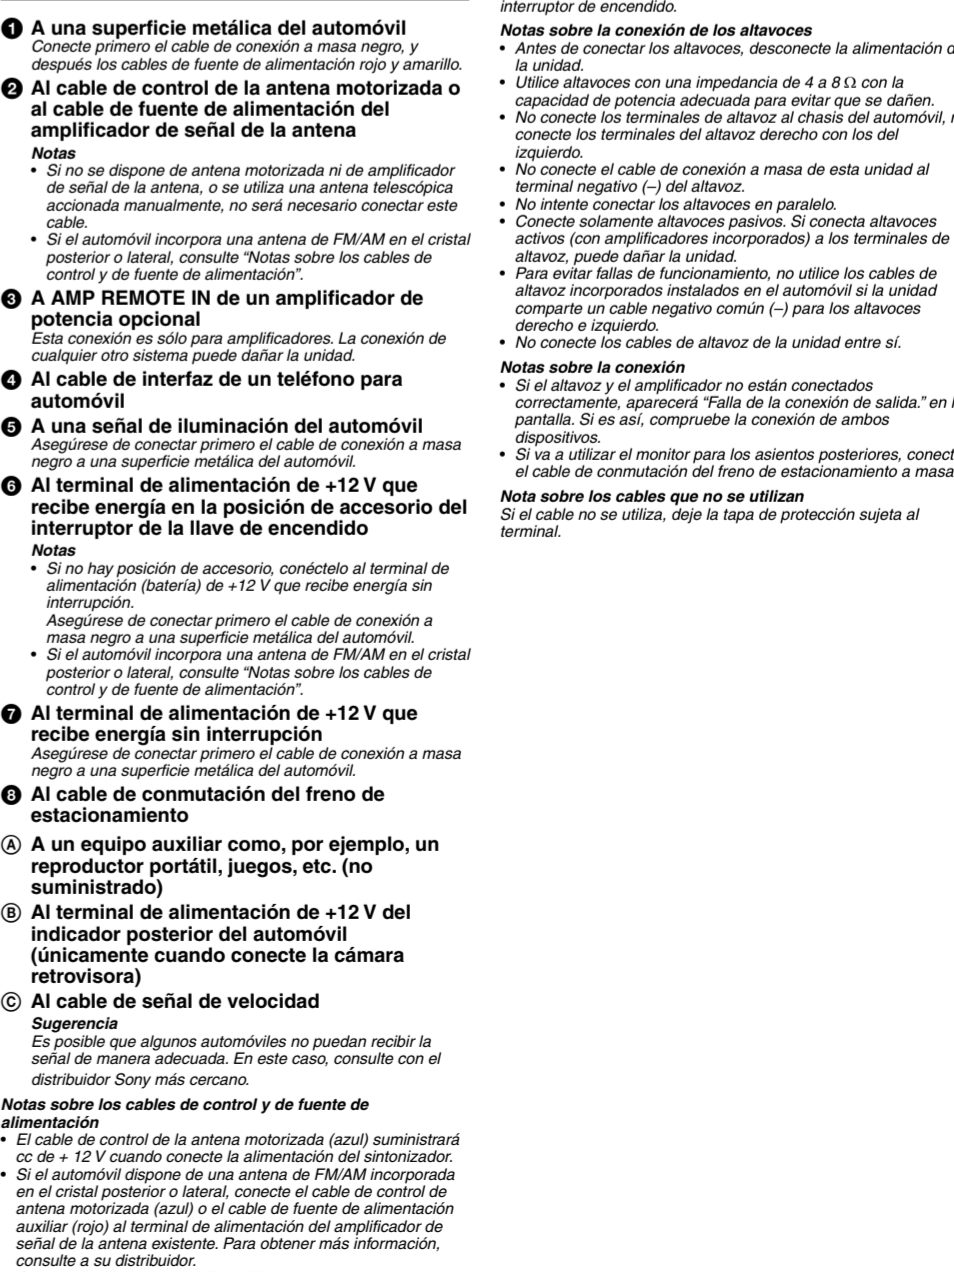 ❶ A una superficie metálica del automóvil
Conecte primero el cable de conexión a masa negro, y
después los cables de fuente de alimentación rojo y amarillo.
❷ Al cable de control de la antena motorizada o
al cable de fuente de alimentación del
amplificador de señal de la antena
Notas
• Si no se dispone de antena motorizada ni de amplificador
de señal de la antena, o se utiliza una antena telescópica
accionada manualmente, no será necesario conectar este
cable.
• Si el automóvil incorpora una antena de FM/AM en el cristal
posterior o lateral, consulte “Notas sobre los cables de
control y de fuente de alimentación”.
❸ A AMP REMOTE IN de un amplificador de
potencia opcional
Esta conexión es sólo para amplificadores. La conexión de
cualquier otro sistema puede dañar la unidad.
❹ Al cable de interfaz de un teléfono para
automóvil
❺ A una señal de iluminación del automóvil
Asegúrese de conectar primero el cable de conexión a masa
negro a una superficie metálica del automóvil.
❻ Al terminal de alimentación de +12 V que
recibe energía en la posición de accesorio del
interruptor de la llave de encendido
Notas
• Si no hay posición de accesorio, conéctelo al terminal de
alimentación (batería) de +12 V que recibe energía sin
interrupción.
Asegúrese de conectar primero el cable de conexión a
masa negro a una superficie metálica del automóvil.
• Si el automóvil incorpora una antena de FM/AM en el cristal
posterior o lateral, consulte “Notas sobre los cables de
control y de fuente de alimentación”.
❼ Al terminal de alimentación de +12 V que
recibe energía sin interrupción
Asegúrese de conectar primero el cable de conexión a masa
negro a una superficie metálica del automóvil.
❽ Al cable de conmutación del freno de
estacionamiento
Ⓐ A un equipo auxiliar como, por ejemplo, un
reproductor portátil, juegos, etc. (no
suministrado)
Ⓑ Al terminal de alimentación de +12 V del
indicador posterior del automóvil
(únicamente cuando conecte la cámara
retrovisora)
Ⓒ Al cable de señal de velocidad
Sugerencia
Es posible que algunos automóviles no puedan recibir la
señal de manera adecuada. En este caso, consulte con el
distribuidor Sony más cercano.
Notas sobre los cables de control y de fuente de
alimentación
• El cable de control de la antena motorizada (azul) suministrará
cc de + 12 V cuando conecte la alimentación del sintonizador.
• Si el automóvil dispone de una antena de FM/AM incorporada
en el cristal posterior o lateral, conecte el cable de control de
antena motorizada (azul) o el cable de fuente de alimentación
auxiliar (rojo) al terminal de alimentación del amplificador de
señal de la antena existente. Para obtener más información,
consulte a su distribuidor.
interruptor de encendido.
Notas sobre la conexión de los altavoces
• Antes de conectar los altavoces, desconecte la alimentación
la unidad.
• Utilice altavoces con una impedancia de 4 a 8 Ω con la
capacidad de potencia adecuada para evitar que se dañen.
• No conecte los terminales de altavoz al chasis del automóvil,
conecte los terminales del altavoz derecho con los del
izquierdo.
• No conecte el cable de conexión a masa de esta unidad al
terminal negativo (–) del altavoz.
• No intente conectar los altavoces en paralelo.
• Conecte solamente altavoces pasivos. Si conecta altavoces
activos (con amplificadores incorporados) a los terminales de
altavoz, puede dañar la unidad.
• Para evitar fallas de funcionamiento, no utilice los cables de
altavoz incorporados instalados en el automóvil si la unidad
comparte un cable negativo común (–) para los altavoces
derecho e izquierdo.
• No conecte los cables de altavoz de la unidad entre sí.
Notas sobre la conexión
• Si el altavoz y el amplificador no están conectados
correctamente, aparecerá “Falla de la conexión de salida.” en
pantalla. Si es así, compruebe la conexión de ambos
dispositivos.
• Si va a utilizar el monitor para los asientos posteriores, conect
el cable de conmutación del freno de estacionamiento a masa
Nota sobre los cables que no se utilizan
Si el cable no se utiliza, deje la tapa de protección sujeta al
terminal.